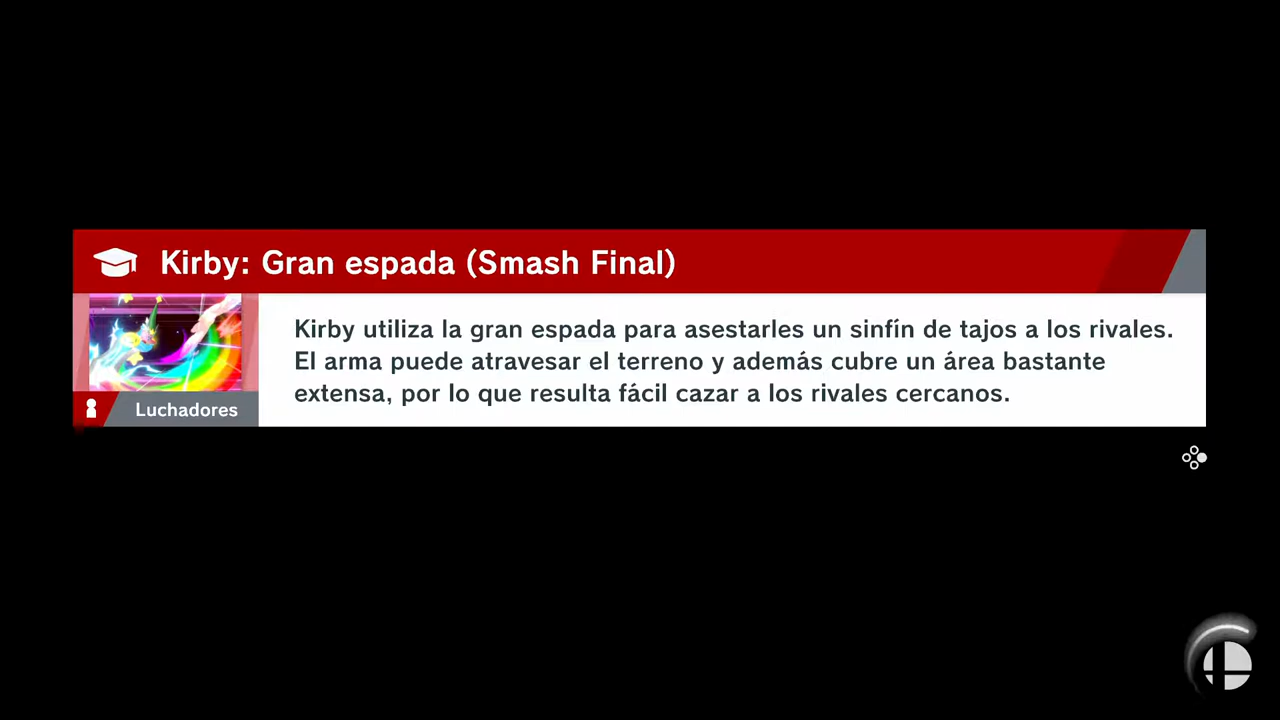 Kirby: Gran espada (Smash Final)
Kirby utiliza la gran espada para asestarles un sinfín de tajos a los rivales.
El arma puede atravesar el terreno y además cubre un área bastante
extensa, por lo que resulta fácil cazar a los rivales cercanos.
Luchadores